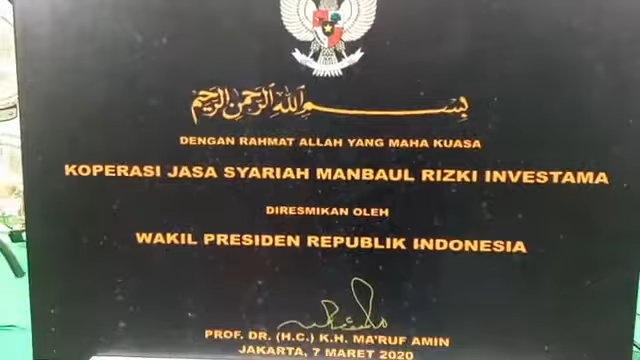 بسم الله الرحمن الرحيم
DENGAN RAHMAT ALLAH YANG MAHA KUASA
KOPERASI JASA SYARIAH MANBAUL RIZKI INVESTAMA
DIRESMIKAN OLEH
WAKIL PRESIDEN REPUBLIK INDONESIA
PROF. DR. (H.C.) K.H. MA'RUF AMIN
JAKARTA, 7 MARET 2020